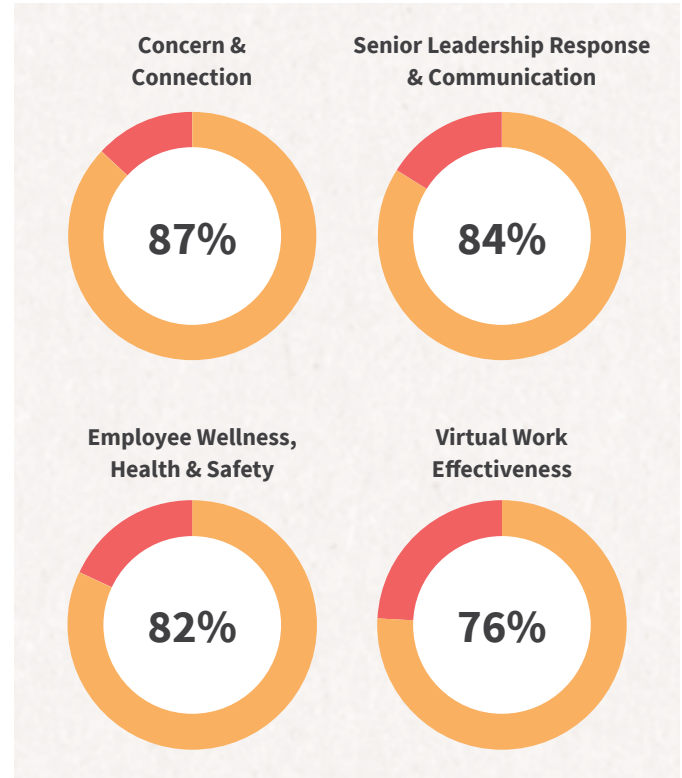 Concern &
Connection
87%
Senior Leadership Response
& Communication
84%
Employee Wellness,
Health & Safety
82%
Virtual Work
Effectiveness
76%